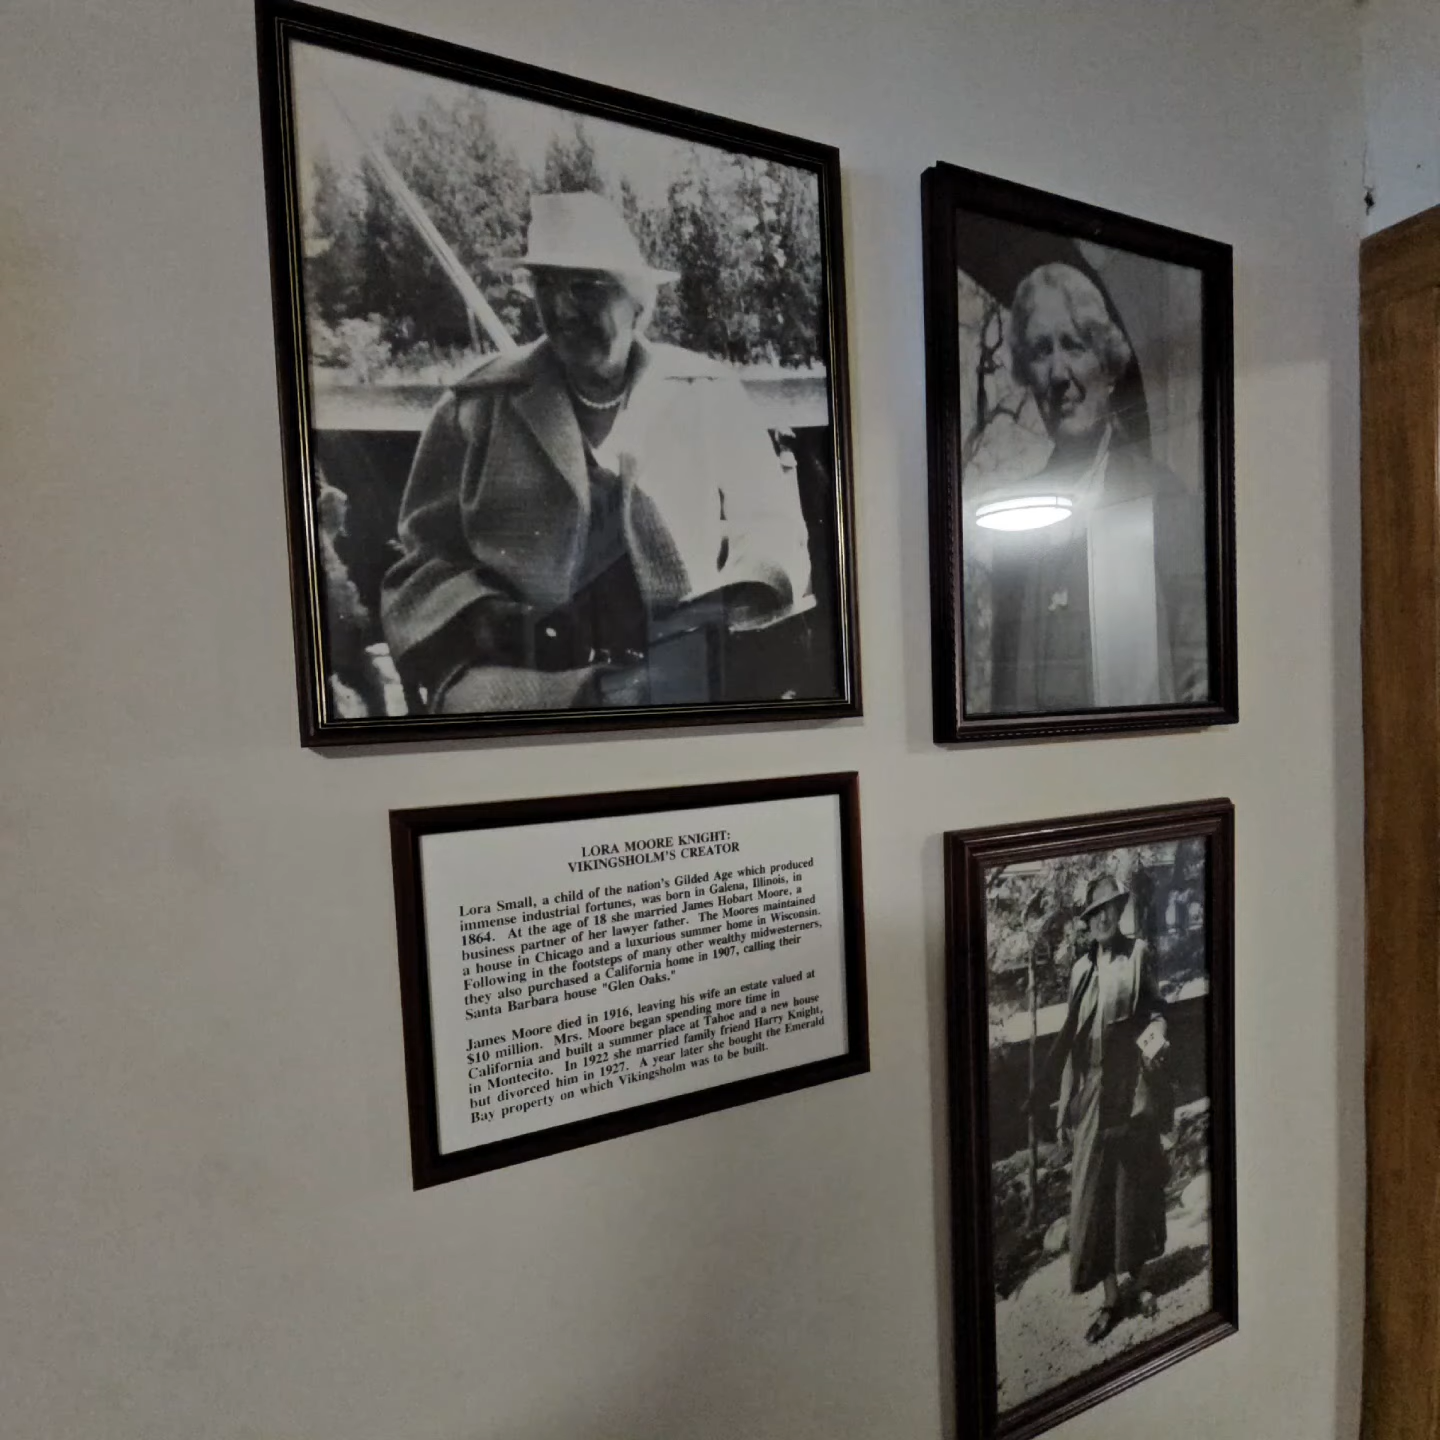 LORA MOORE KNIGHT:
VIKINGSHOLM'S CREATOR
Lora Small, a child of the nation's Gilded Age which produced
immense industrial fortunes, was born in Galena, Illinois, in
1864. At the age of 18 she married James Hobart Moore, a
business partner of her lawyer father. The Moores maintained
a house in Chicago and a luxurious summer home in Wisconsin.
Following in the footsteps of many other wealthy midwesterners,
they also purchased a California home in 1907, calling their
Santa Barbara house "Glen Oaks."
James Moore died in 1916, leaving his wife an estate valued at
$10 million. Mrs. Moore began spending more time in
California and built a summer place at Tahoe and a new house
in Montecito. In 1922 she married family friend Harry Knight,
but divorced him in 1927. A year later she bought the Emerald
Bay property on which Vikingsholm was to be built.